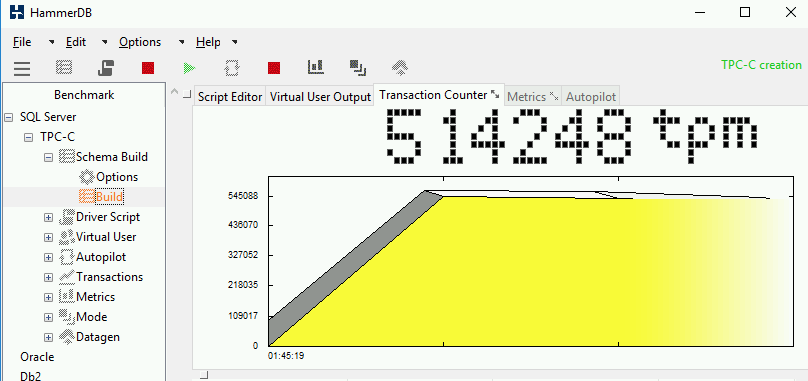 HammerDB
File Edit Options Help
TPC-C creation
Benchmark
SQL Server
TPC-C
Schema Build
Options
Build
Driver Script
Virtual User
Autopilot
Transactions
Metrics
Mode
Datagen
Oracle
Db2
Script Editor Virtual User Output Transaction Counter Metrics Autopilot
514248 tpm
545088
436070
327052
218035
109017
0
01:45:19